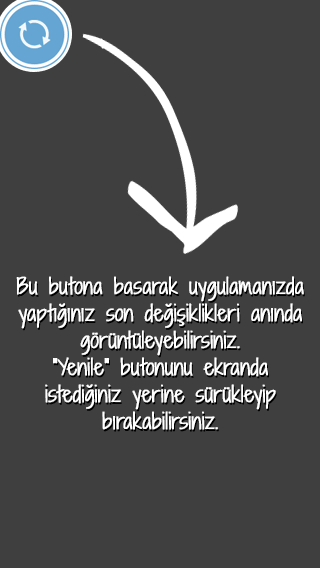 Bu butona basarak uygulamanızda
yaptığınız son değişiklikleri anında
görüntüleyebilirsiniz.
"Yenile" butonunu ekranda
istediğiniz yerine sürükleyip
bırakabilirsiniz.